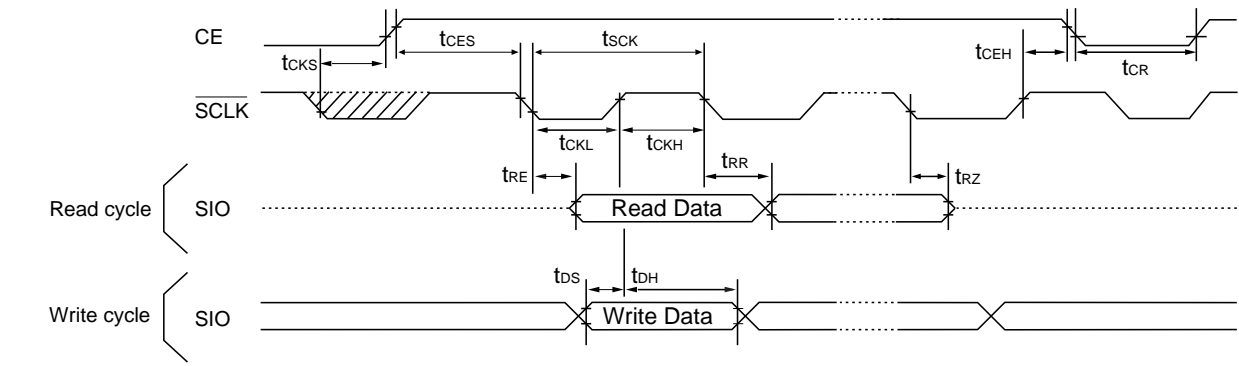 CE
tCES
tSCK
tCEH
tCKS
tCR
SCLK
tCKL
tCKH
tRR
tRE
tRZ
Read cycle
SIO
Read Data
tDS
tDH
Write cycle
SIO
Write Data